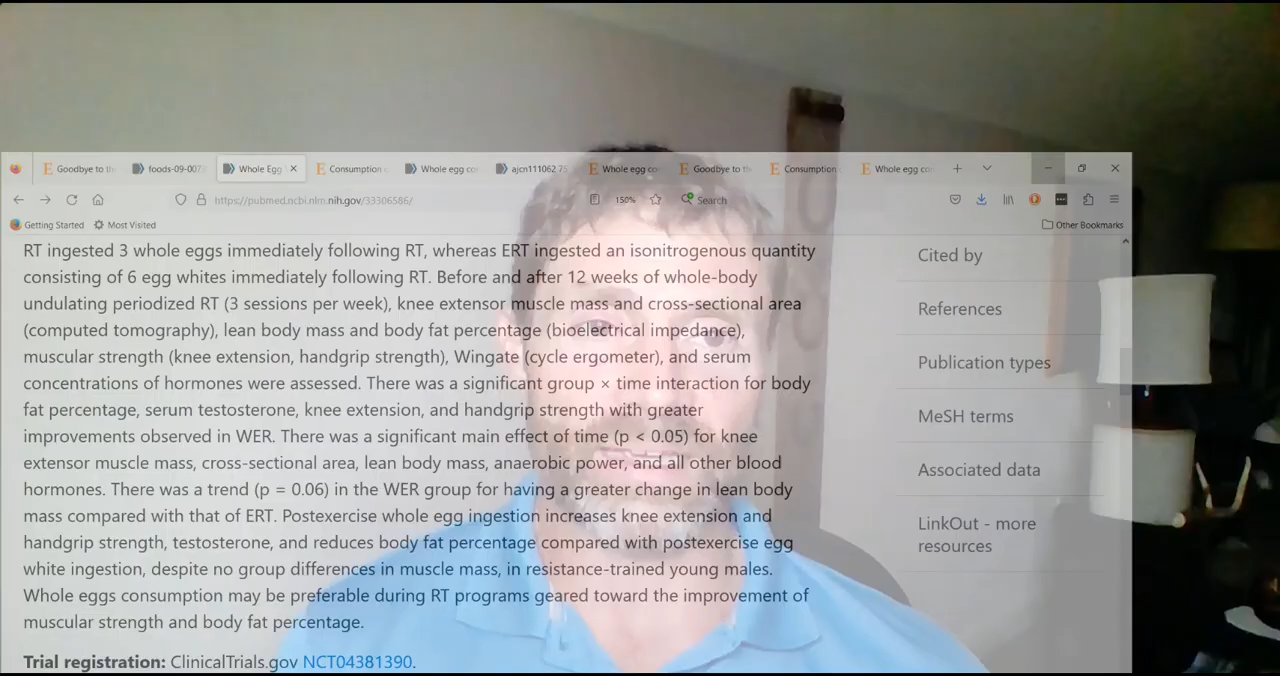 Goodbye to th
foods-09-007
Whole Egg
Consumption
Whole egg co
ajcn111062 75
Whole egg co
Goodbye to th
Consumption
Whole egg co
https://pubmed.ncbi.nlm.nih.gov/33306586/
150%
Search
Getting Started
Most Visited
Other Bookmarks
RT ingested 3 whole eggs immediately following RT, whereas ERT ingested an isonitrogenous quantity
consisting of 6 egg whites immediately following RT. Before and after 12 weeks of whole-body
undulating periodized RT (3 sessions per week), knee extensor muscle mass and cross-sectional area
(computed tomography), lean body mass and body fat percentage (bioelectrical impedance),
muscular strength (knee extension, handgrip strength), Wingate (cycle ergometer), and serum
concentrations of hormones were assessed. There was a significant group × time interaction for body
fat percentage, serum testosterone, knee extension, and handgrip strength with greater
improvements observed in WER. There was a significant main effect of time (p < 0.05) for knee
extensor muscle mass, cross-sectional area, lean body mass, anaerobic power, and all other blood
hormones. There was a trend (p = 0.06) in the WER group for having a greater change in lean body
mass compared with that of ERT. Postexercise whole egg ingestion increases knee extension and
handgrip strength, testosterone, and reduces body fat percentage compared with postexercise egg
white ingestion, despite no group differences in muscle mass, in resistance-trained young males.
Whole eggs consumption may be preferable during RT programs geared toward the improvement of
muscular strength and body fat percentage.
Trial registration: ClinicalTrials.gov NCT04381390.
Cited by
References
Publication types
MeSH terms
Associated data
LinkOut - more
resources